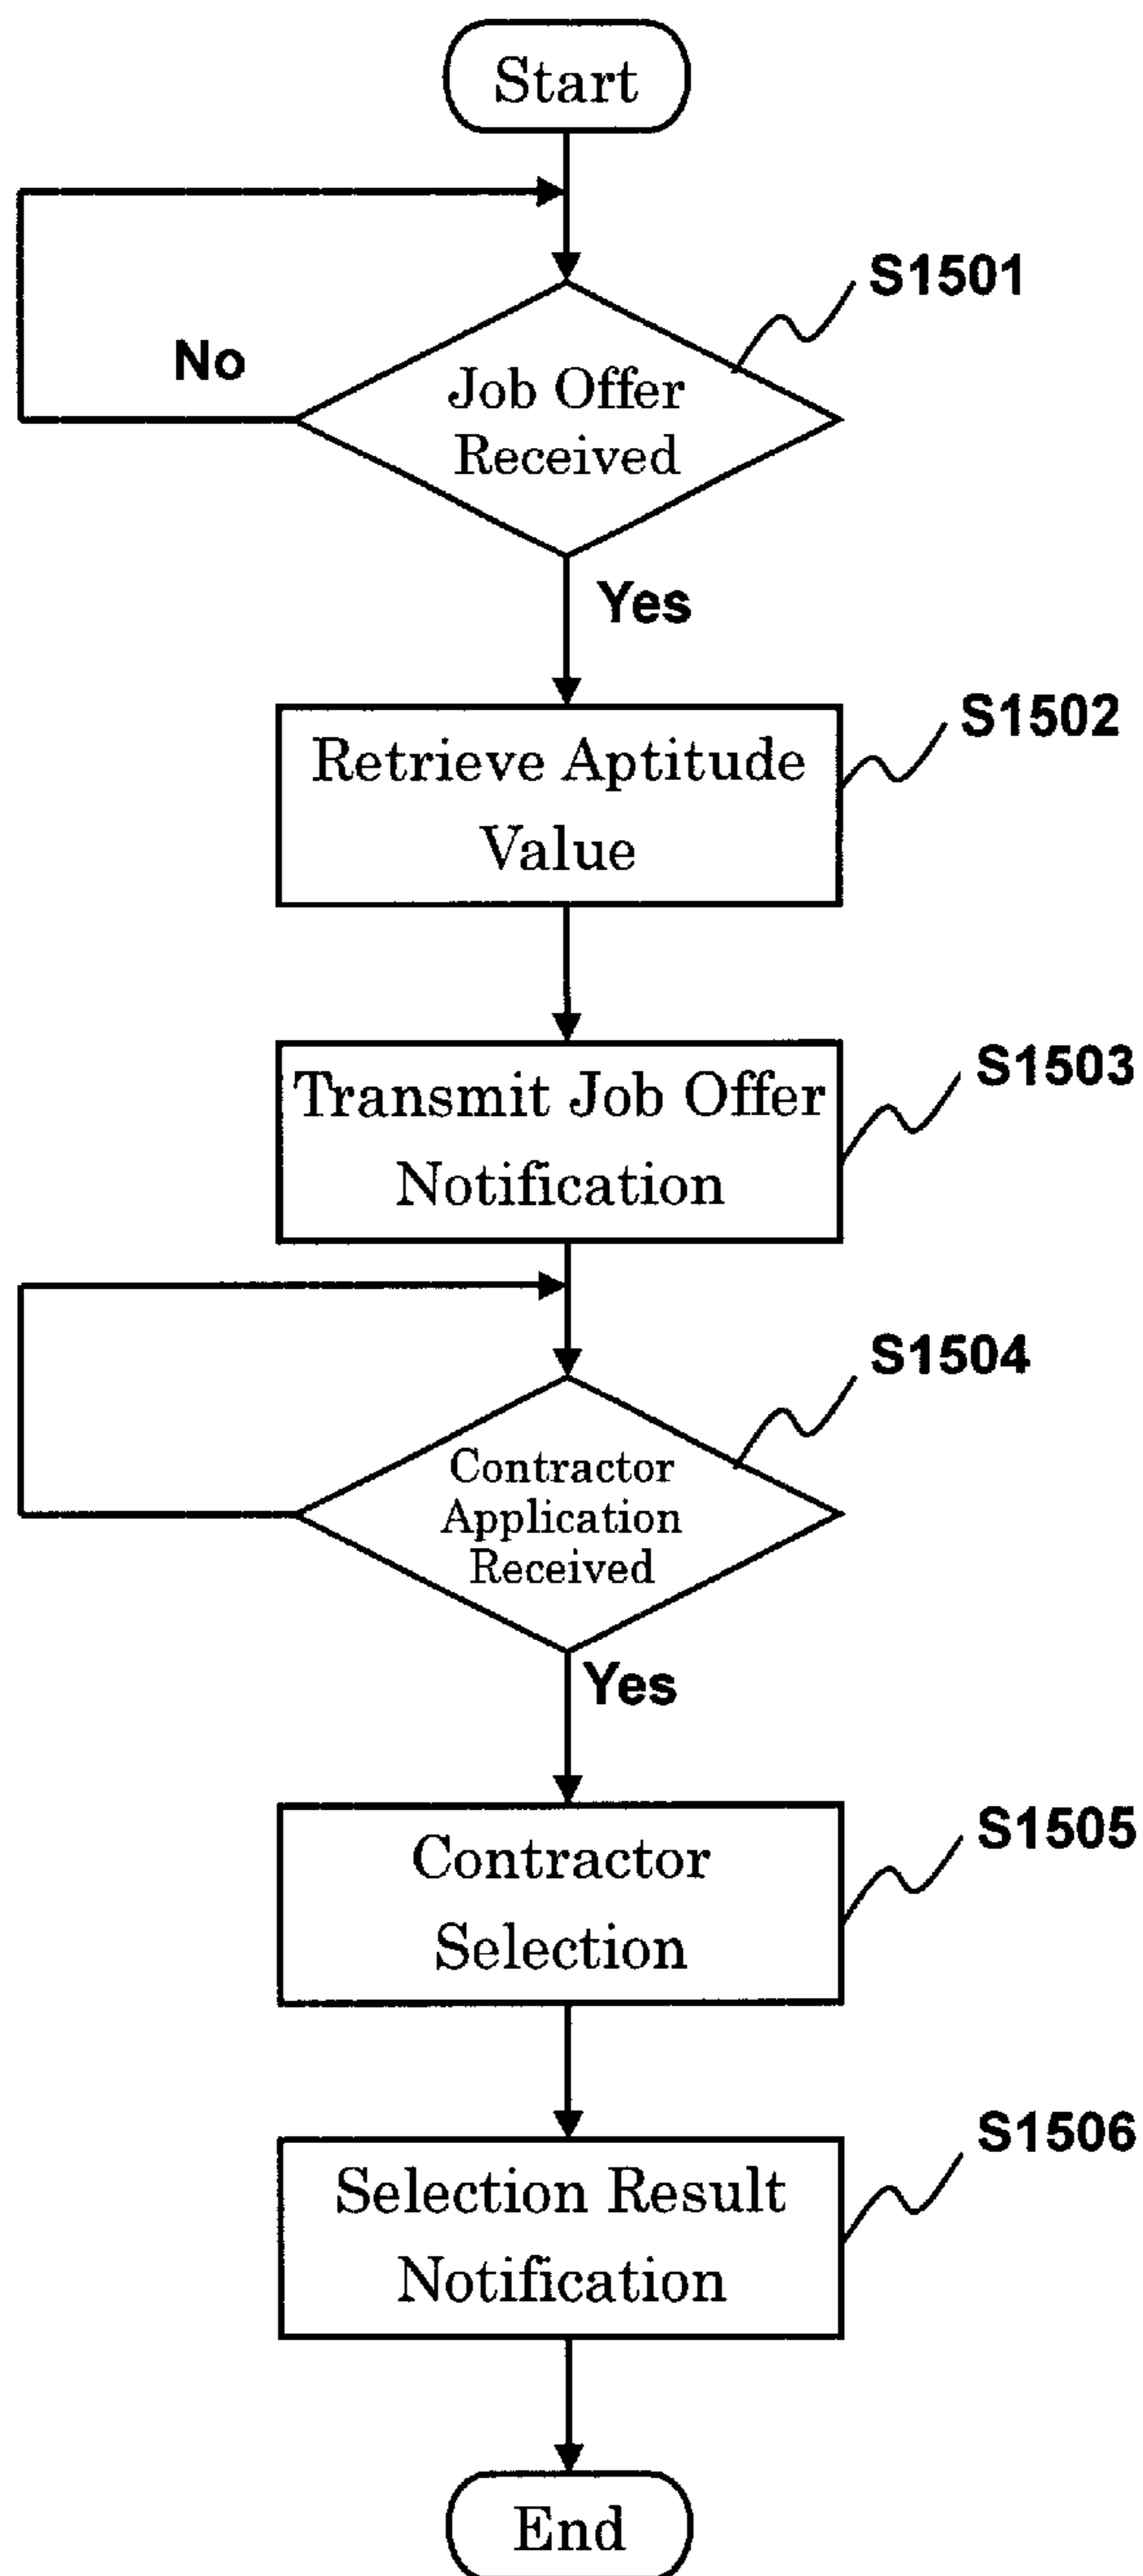 Start
S1501
No
Job Offer
Received
Yes
S1502
Retrieve Aptitude
Value
S1503
Transmit Job Offer
Notification
S1504
Contractor
Application
Received
Yes
S1505
Contractor
Selection
S1506
Selection Result
Notification
End